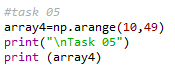 #task 05
array4=np.arange(10,49)
print("\nTask 05")
print (array4)